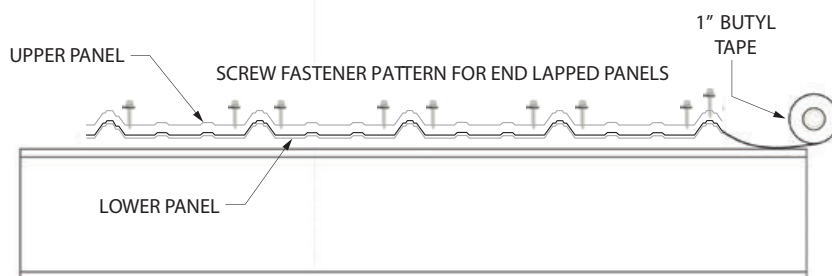 1” BUTYL
TAPE
UPPER PANEL
SCREW FASTENER PATTERN FOR END LAPPED PANELS
LOWER PANEL